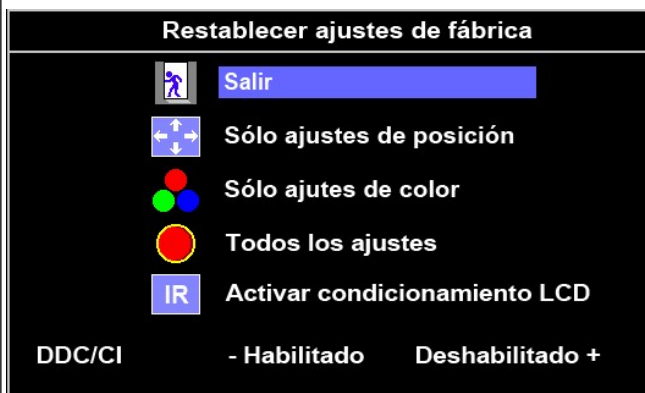 Restablecer ajustes de fábrica
Salir
Sólo ajustes de posición
Sólo ajutes de color
Todos los ajustes
IR Activar condicionamiento LCD
DDC/CI - Habilitado Deshabilitado +